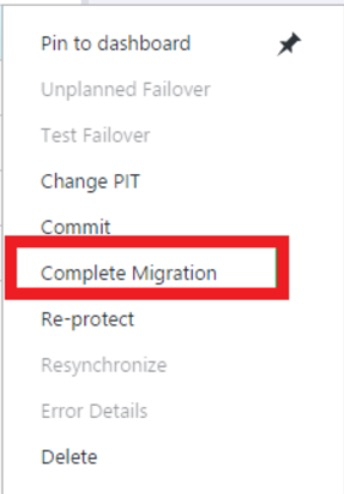 Pin to dashboard
Unplanned Failover
Test Failover
Change PIT
Commit
Complete Migration
Re-protect
Resynchronize
Error Details
Delete